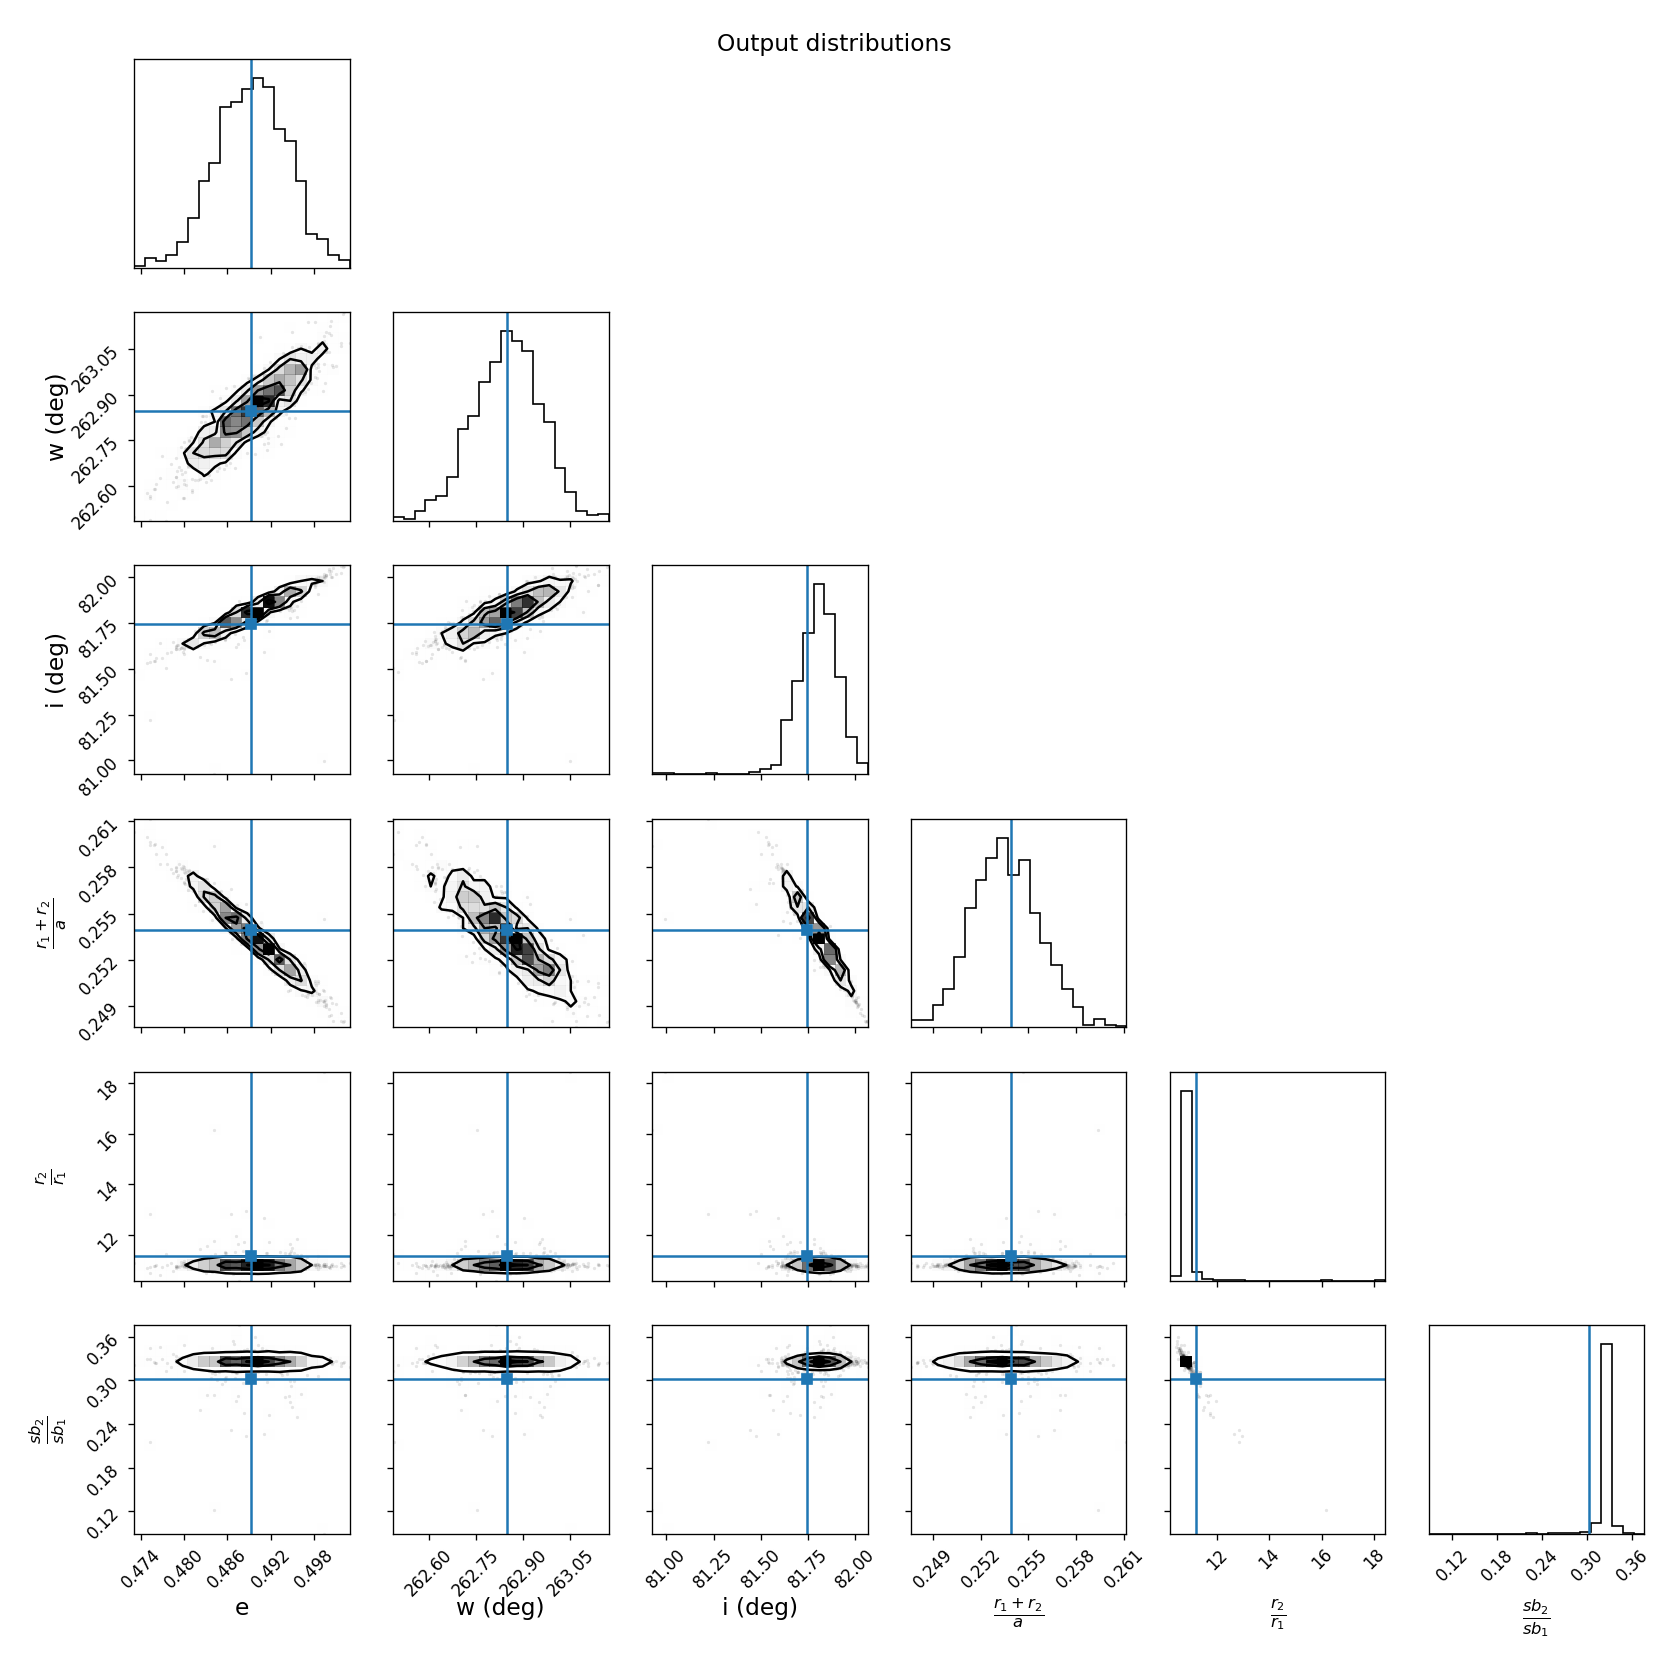 Output distributions
w (deg)
263.05
262.90
262.75
262.60
i (deg)
82.00
81.75
81.50
81.25
81.00
r1 + r2
a
0.261
0.258
0.255
0.252
0.249
r2
r1
18
16
14
12
sb2
sb1
0.36
0.30
0.24
0.18
0.12
0.474 0.480 0.486 0.492 0.498 262.60 262.75 262.90 263.05 81.00 81.25 81.50 81.75 82.00 0.249 0.252 0.255 0.258 0.261 12 14 16 18 0.12 0.18 0.24 0.30 0.36
e w (deg) i (deg)
r1 + r2
a
r2
r1
sb2
sb1